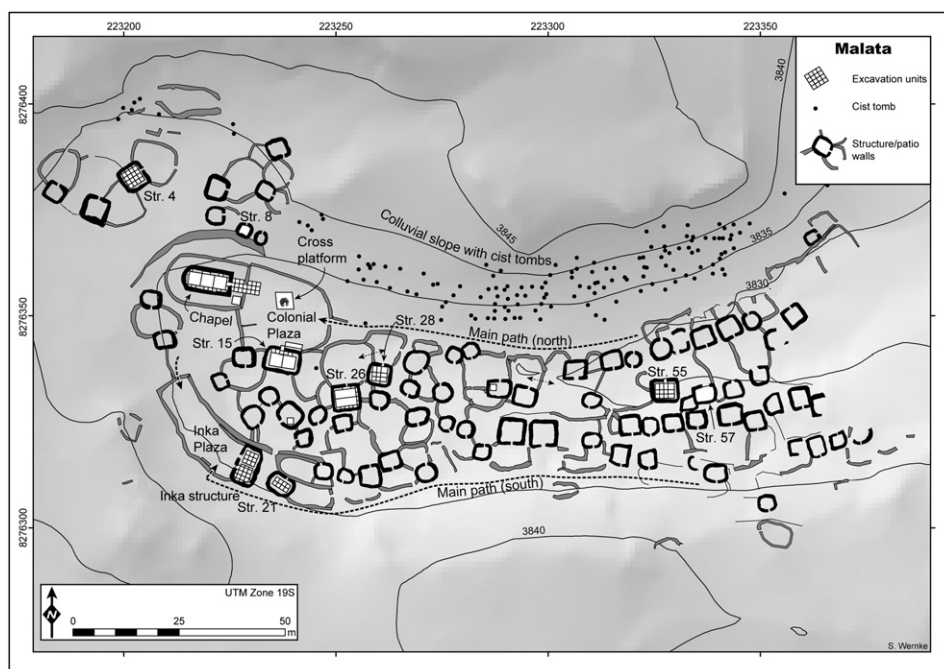 223200 223250 223300 223350
8276400
8276350
8276300
Malata
Excavation units
Cist tomb
Structure/patio
walls
3840
Str. 4
Str. 8
Cross
platform
Colluvial slope with cist tombs
3845
3835
3830
Chapel
Colonial
Plaza
Str. 28
Main path (north)
Str. 15
Str. 26
Str. 55
Str. 57
Inka
Plaza
Inka structure
Str. 21
Main path (south)
3840
UTM Zone 19S
N
0 25 50
m
S. Wernke